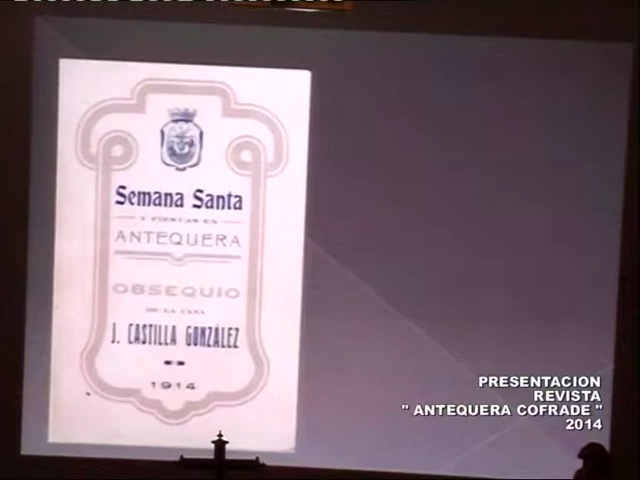 Semana Santa
Y FIESTAS EN
ANTEQUERA
OBSEQUIO
DE LA CASA
J. CASTILLA GONZÁLEZ
1914
PRESENTACION
REVISTA
" ANTEQUERA COFRADE "
2014